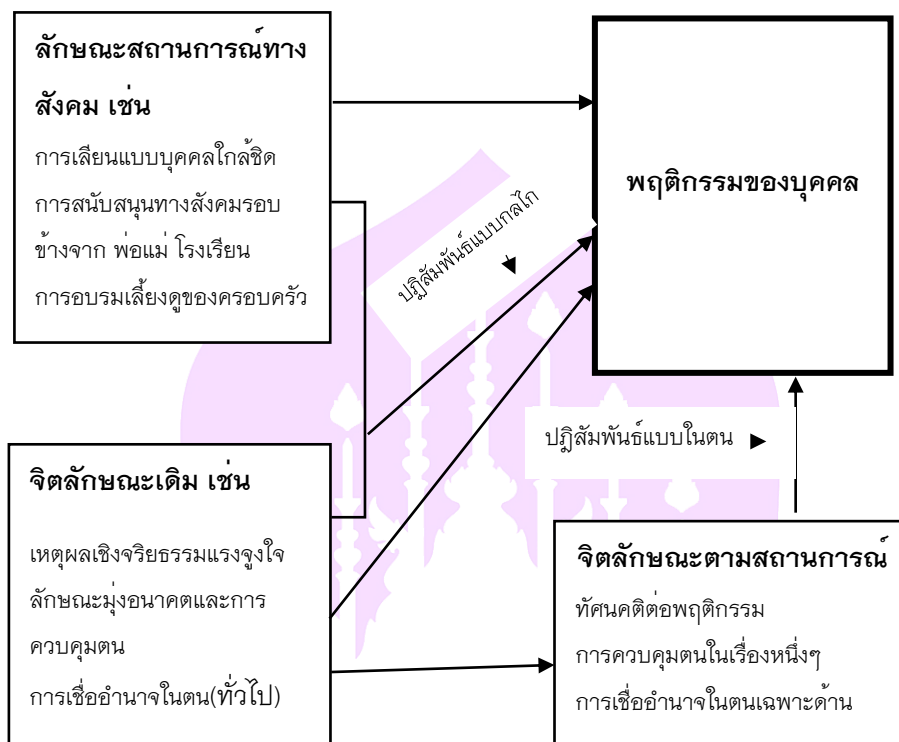 ลักษณะสถานการณ์ทาง
สังคม เช่น
การเลียนแบบบุคคลใกล้ชิด
การสนับสนุนทางสังคมรอบ
ข้างจาก พ่อแม่ โรงเรียน
การอบรมเลี้ยงดูของครอบครัว
พฤติกรรมของบุคคล
ปฏิสัมพันธ์แบบกลไก
ปฏิสัมพันธ์แบบในตน
จิตลักษณะเดิม เช่น
เหตุผลเชิงจริยธรรมแรงจูงใจ
ลักษณะมุ่งอนาคตและการ
ควบคุมตน
การเชื่ออำนาจในตน(ทั่วไป)
จิตลักษณะตามสถานการณ์
ทัศนคติต่อพฤติกรรม
การควบคุมตนในเรื่องหนึ่งๆ
การเชื่ออำนาจในตนเฉพาะด้าน